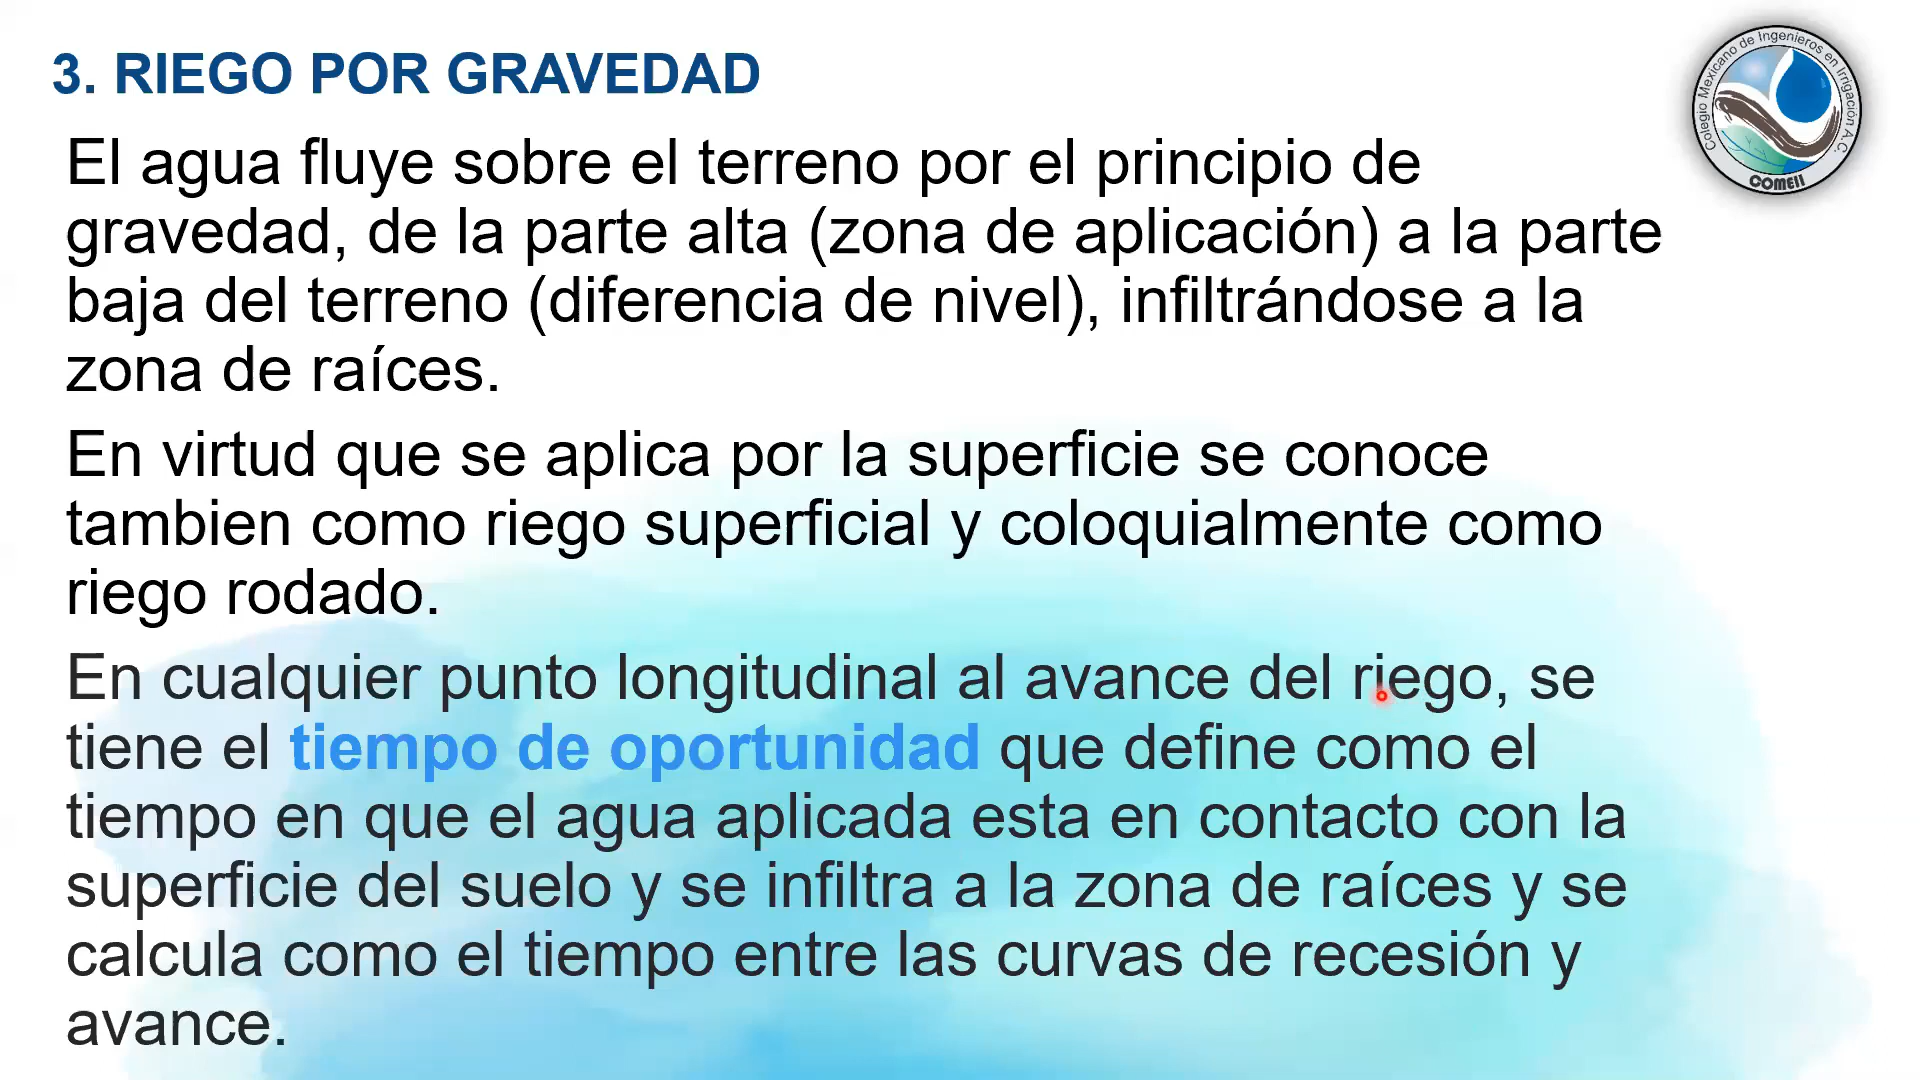 3. RIEGO POR GRAVEDAD
Colegio Mexicano de Ingenieros en Irrigación A.C.
COMEII
El agua fluye sobre el terreno por el principio de
gravedad, de la parte alta (zona de aplicación) a la parte
baja del terreno (diferencia de nivel), infiltrándose a la
zona de raíces.
En virtud que se aplica por la superficie se conoce
tambien como riego superficial y coloquialmente como
riego rodado.
En cualquier punto longitudinal al avance del riego, se
tiene el tiempo de oportunidad que define como el
tiempo en que el agua aplicada esta en contacto con la
superficie del suelo y se infiltra a la zona de raíces y se
calcula como el tiempo entre las curvas de recesión y
avance.